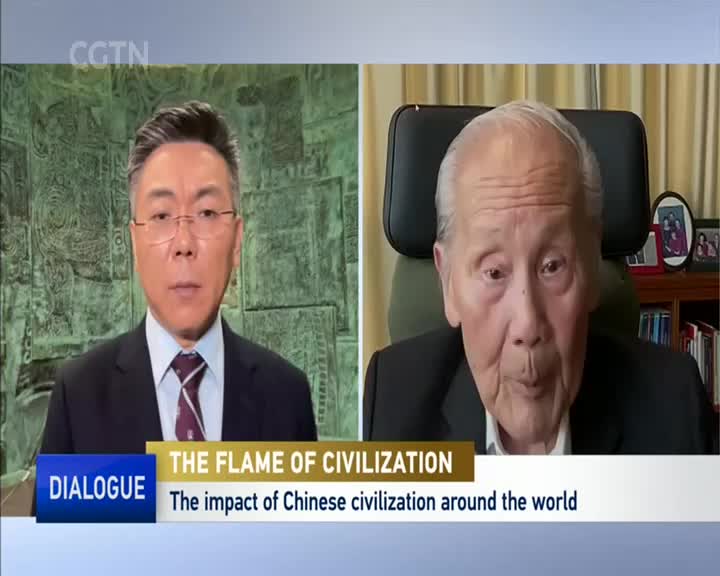 CGTN
THE FLAME OF CIVILIZATION
DIALOGUE
The impact of Chinese civilization around the world